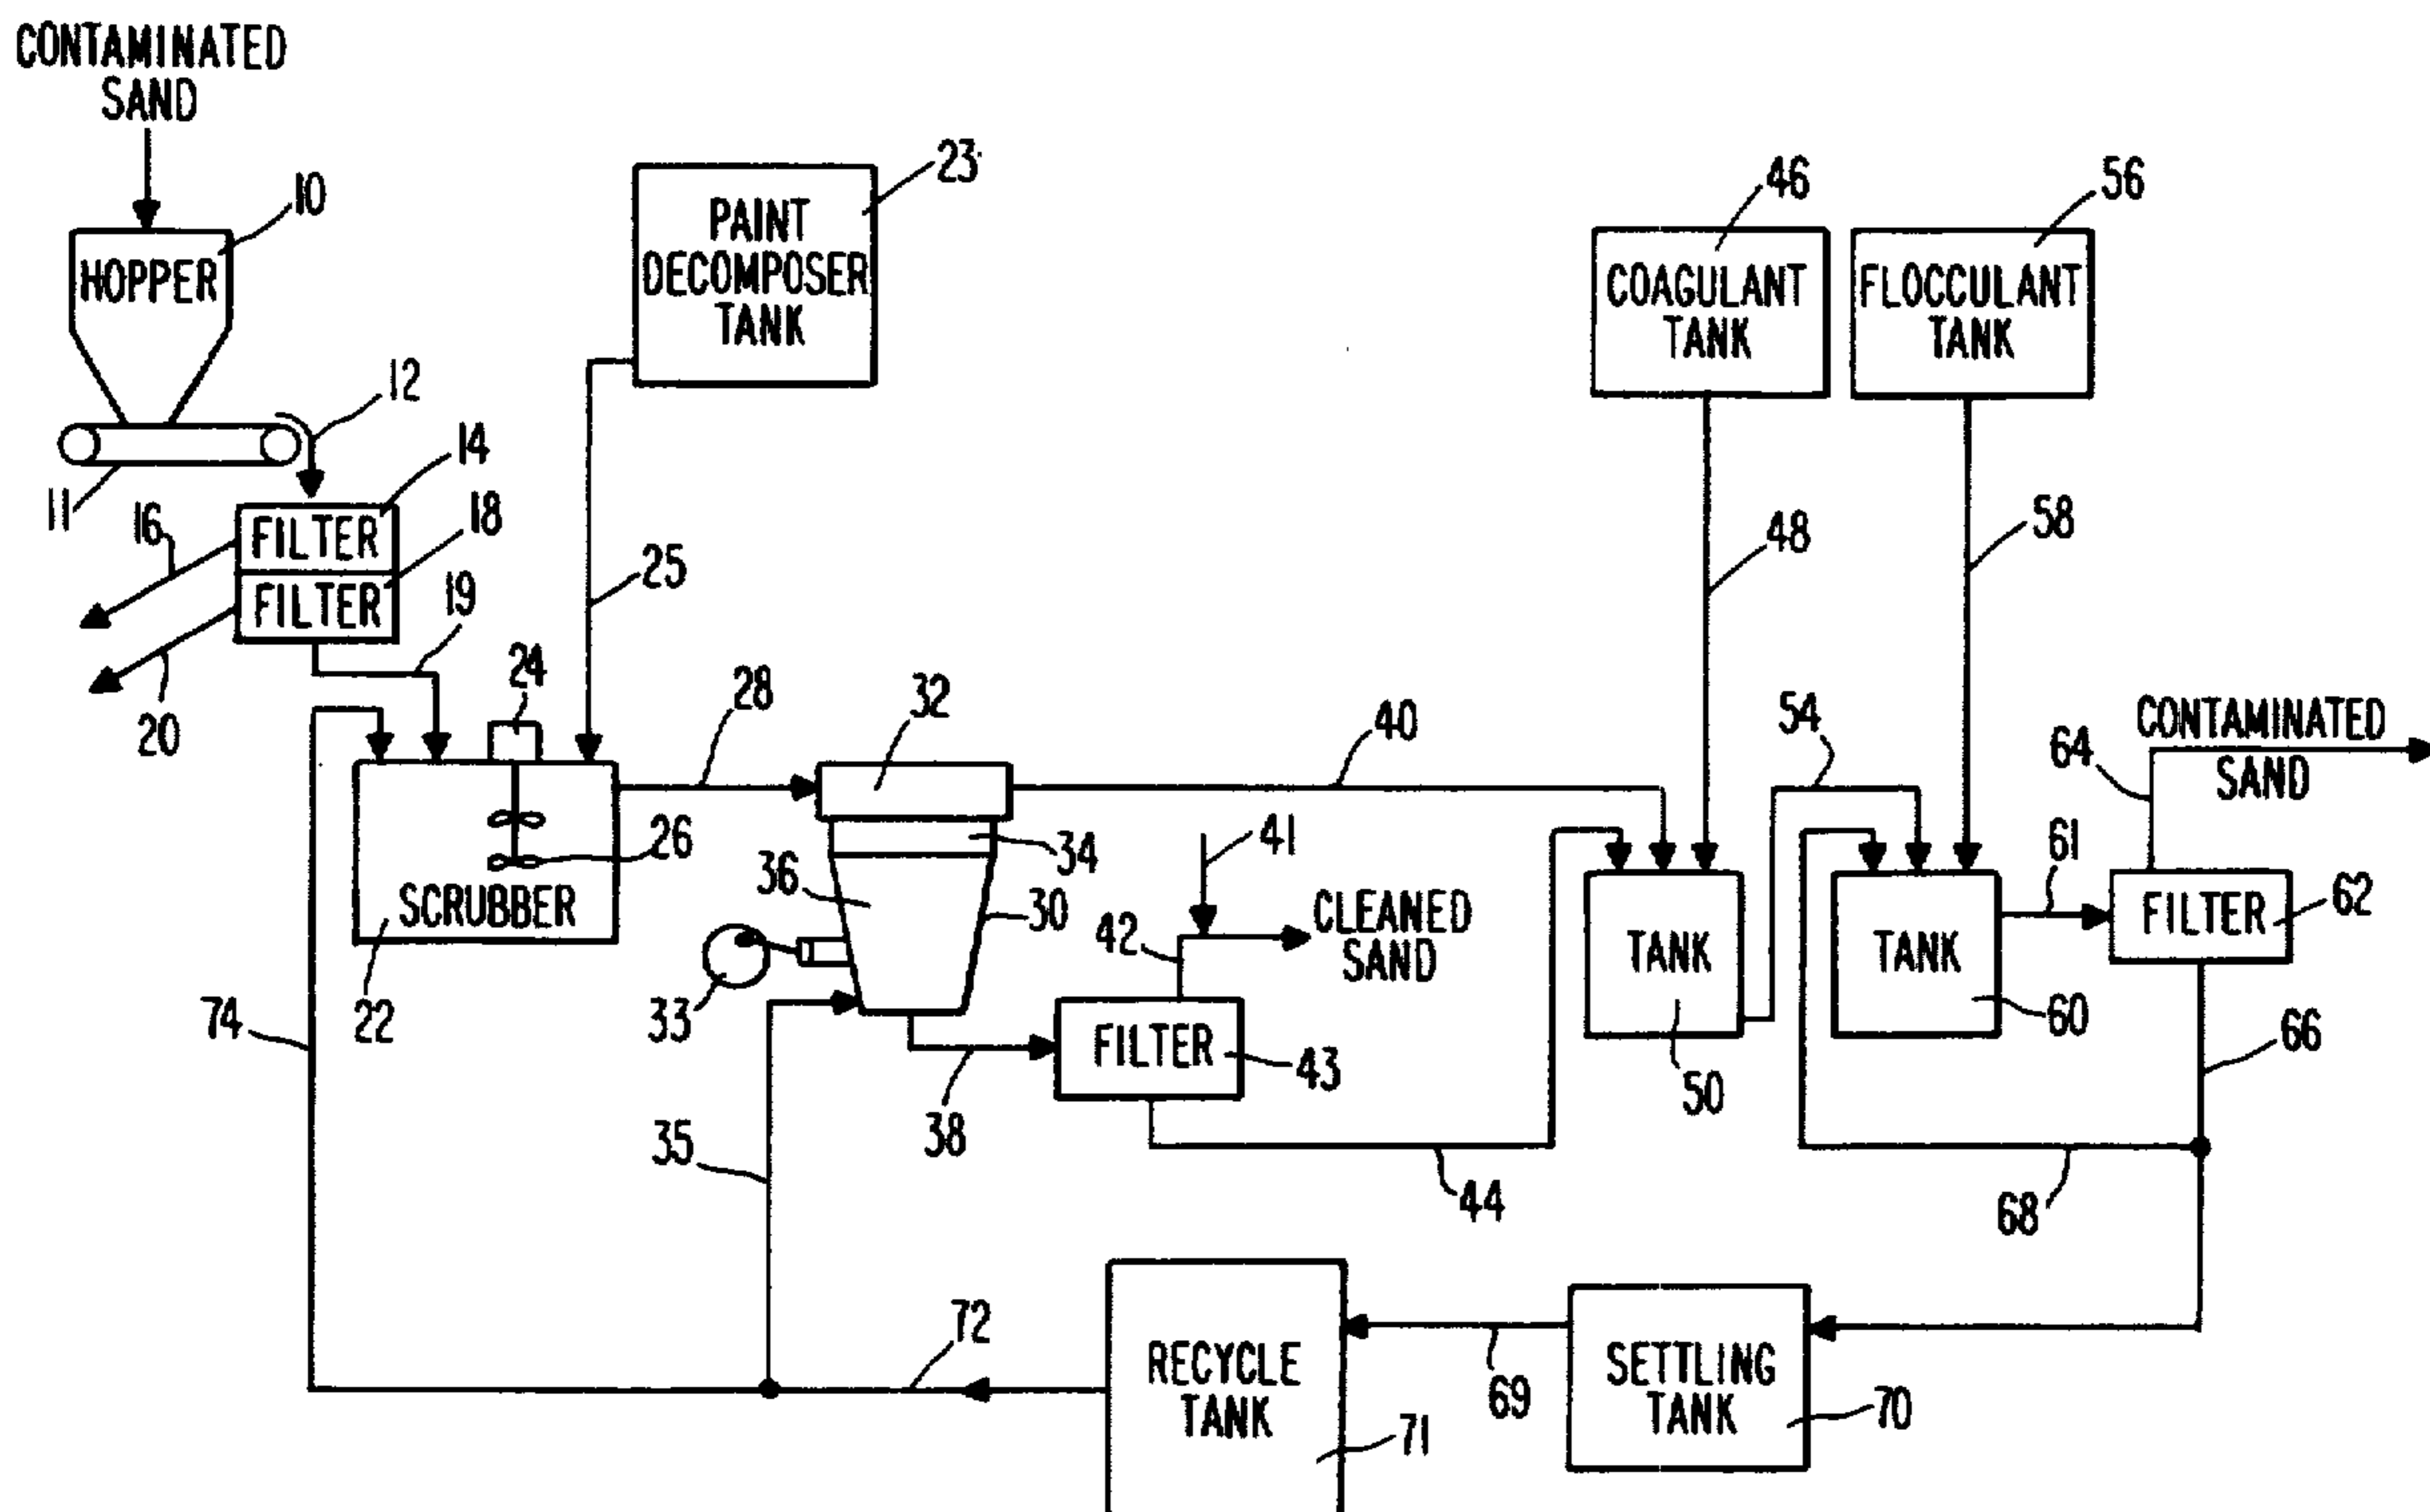 CONTAMINATED
SAND
10
HOPPER
12
11
14
16
FILTER
18
FILTER
19
20
23
PAINT
DECOMPOSER
TANK
25
24
28
26
SCRUBBER
22
74
32
34
36
30
33
35
38
40
41
42
CLEANED
SAND
FILTER
43
44
46
COAGULANT
TANK
48
56
FLOCCULANT
TANK
58
54
TANK
50
TANK
60
61
CONTAMINATED
SAND
64
FILTER
62
66
68
SETTLING
TANK
70
69
RECYCLE
TANK
71
72